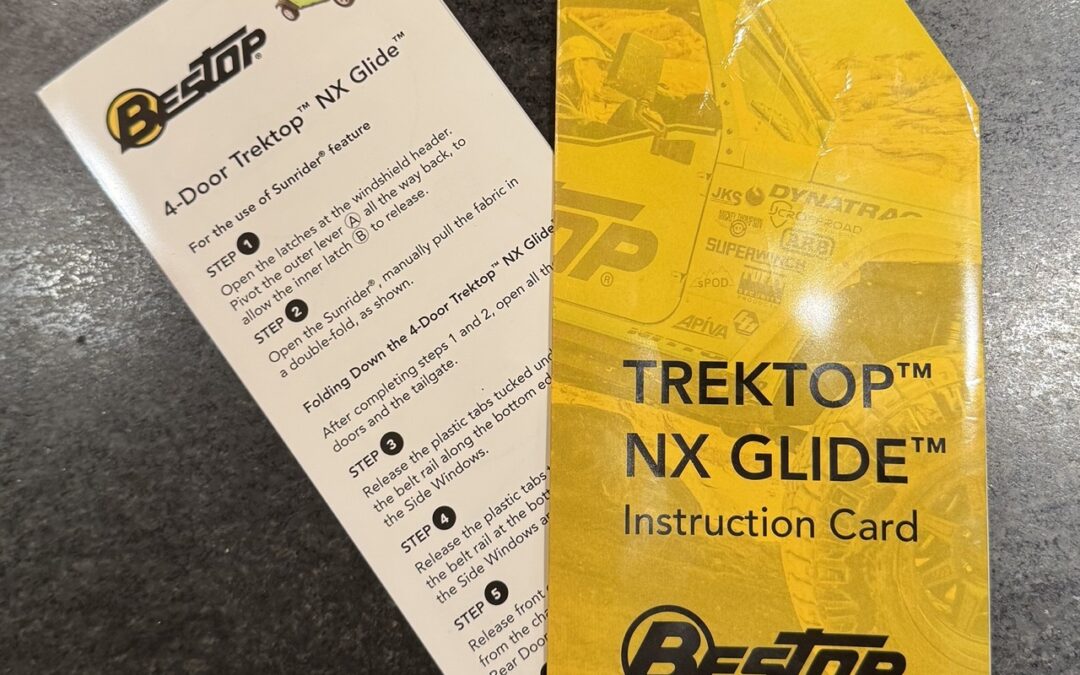 BESTOP®
4-Door Trektop™ NX Glide™
For the use of Sunrider® feature
STEP 1
Open the latches at the windshield header.
Pivot the outer lever Ⓐ all the way back, to
allow the inner latch Ⓑ to release.
STEP 2
Open the Sunrider®, manually pull the fabric in
a double-fold, as shown.
Folding Down the 4-Door Trektop™ NX Glide
After completing steps 1 and 2, open all the
doors and the tailgate.
STEP 3
Release the plastic tabs tucked und
the belt rail along the bottom ed
the Side Windows.
STEP 4
Release the plastic tabs
the belt rail at the bott
the Side Windows a
STEP 5
Release front
from the cha
Rear Doo
TOP®
JKS
DYNATRAC
MICKEY THOMPSON
JCROFFROAD
ARB
SUPERWINCH
sPOD
APIVA
TREKTOP™
NX GLIDE™
Instruction Card
BESTOP